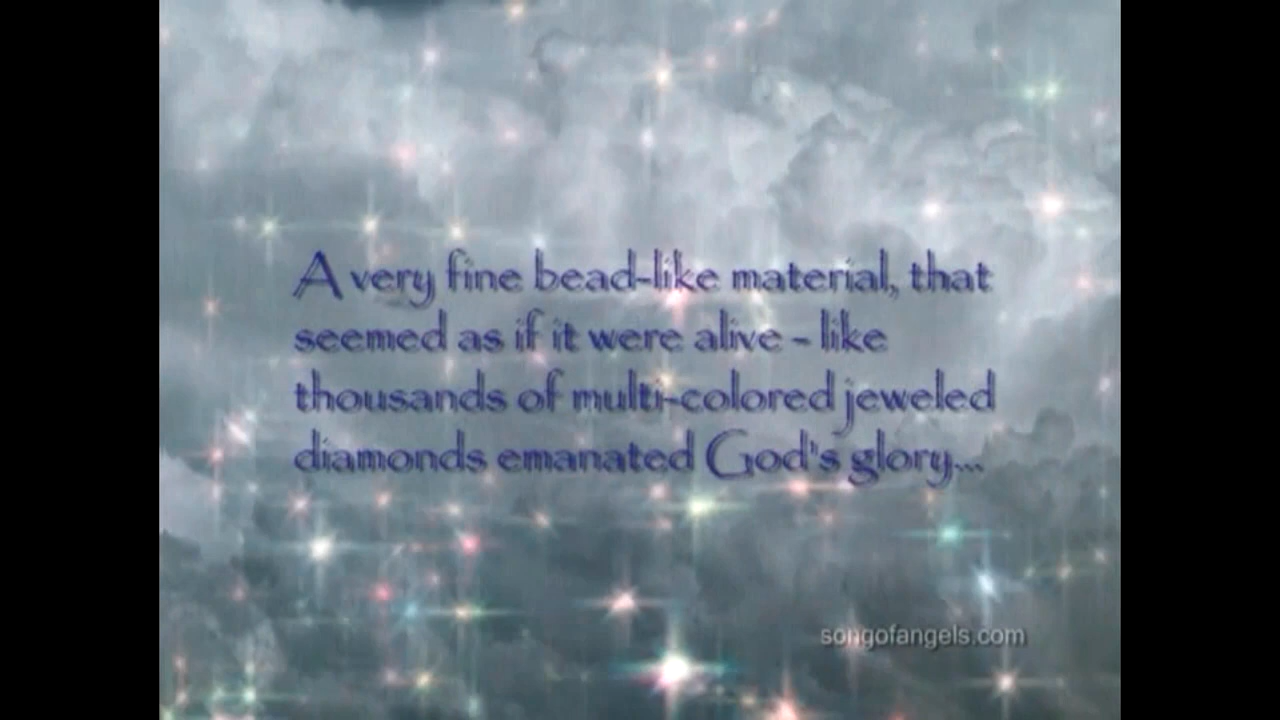 A very fine bead-like material, that
seemed as if it were alive - like
thousands of multi-colored jeweled
diamonds emanated God's glory...
songofangels.com